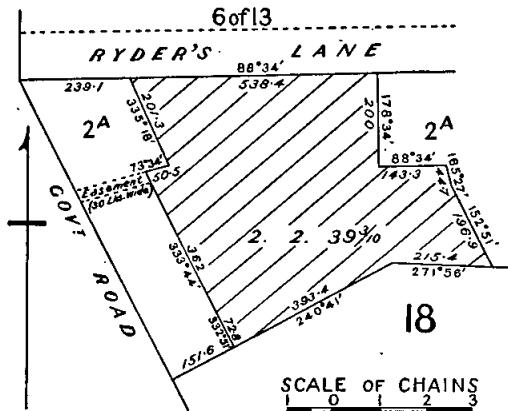 6 of 13
RYDER'S LANE
88°34'
239.1
538.4
201.3
335°18'
200
178°34'
2A
2A
73°34'
50.5
Easement
(30 Lks. wide)
88°34'
143.3
165°27'
44.7
152°51'
196.9
GOVT ROAD
362
333°44'
2. 2. 39 3/10
215.4
271°56'
393.4
240°41'
72.8
332°51'
151.6
18
SCALE OF CHAINS
1 0 1 2 3